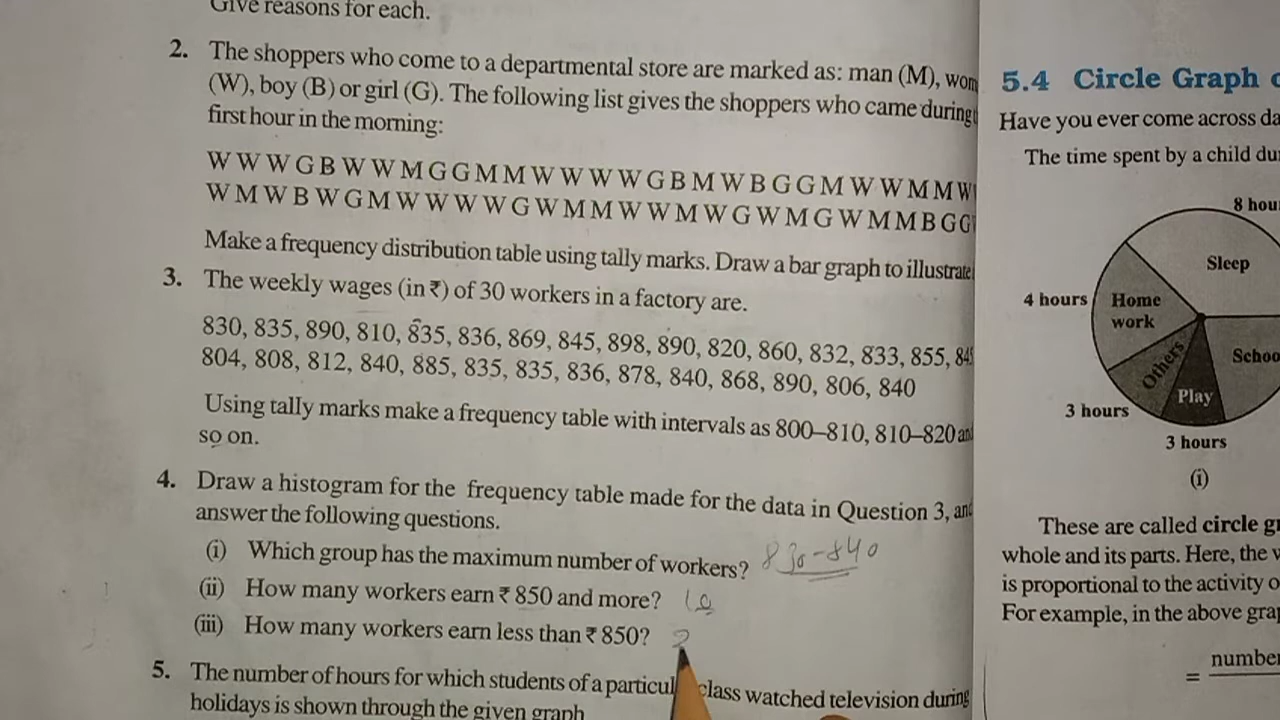 Give reasons for each.
2. The shoppers who come to a departmental store are marked as: man (M), wom
(W), boy (B) or girl (G). The following list gives the shoppers who came during
first hour in the morning:
W W W G B W W M G G M M W W W W G B M W B G G M W W M M W
W M W B W G M W W W W G W M M W W M W G W M G W M M B G G
Make a frequency distribution table using tally marks. Draw a bar graph to illustrate
3. The weekly wages (in ₹) of 30 workers in a factory are.
830, 835, 890, 810, 835, 836, 869, 845, 898, 890, 820, 860, 832, 833, 855, 845
804, 808, 812, 840, 885, 835, 835, 836, 878, 840, 868, 890, 806, 840
Using tally marks make a frequency table with intervals as 800–810, 810–820 and
so on.
4. Draw a histogram for the frequency table made for the data in Question 3, and
answer the following questions.
(i) Which group has the maximum number of workers? 830-840
(ii) How many workers earn ₹ 850 and more? 10
(iii) How many workers earn less than ₹ 850? 2
5. The number of hours for which students of a particul class watched television during
holidays is shown through the given graph
5.4 Circle Graph o
Have you ever come across da
The time spent by a child du
8 hou
Sleep
4 hours
Home
work
Schoo
Others
Play
3 hours
3 hours
(i)
These are called circle gr
whole and its parts. Here, the w
is proportional to the activity o
For example, in the above grap
number
=